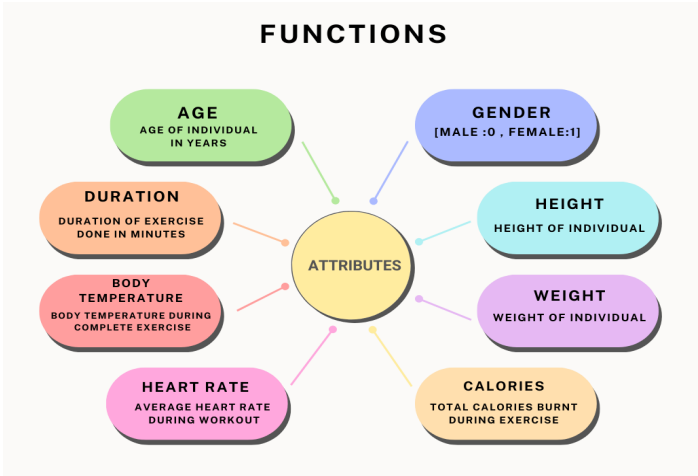 FUNCTIONS
AGE
AGE OF INDIVIDUAL
IN YEARS
GENDER
[MALE :0 , FEMALE:1]
DURATION
DURATION OF EXERCISE
DONE IN MINUTES
HEIGHT
HEIGHT OF INDIVIDUAL
ATTRIBUTES
BODY
TEMPERATURE
BODY TEMPERATURE DURING
COMPLETE EXERCISE
WEIGHT
WEIGHT OF INDIVIDUAL
HEART RATE
AVERAGE HEART RATE
DURING WORKOUT
CALORIES
TOTAL CALORIES BURNT
DURING EXERCISE